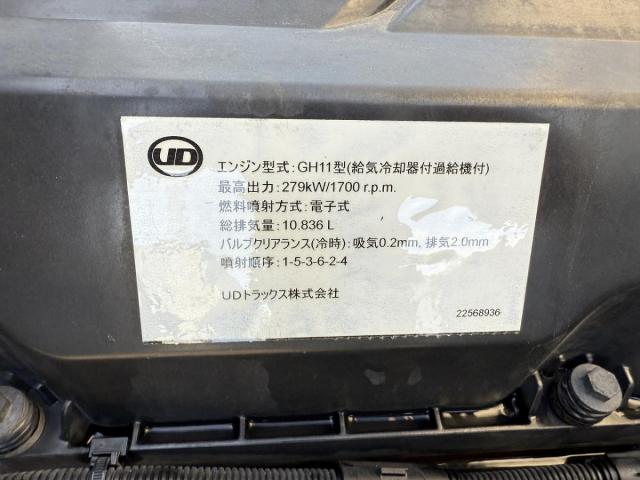 UD
エンジン型式:GH11型(給気冷却器付過給機付)
最高出力:279kW/1700 r.p.m.
燃料噴射方式:電子式
総排気量:10.836 L
バルブクリアランス(冷時):吸気0.2mm, 排気2.0mm
噴射順序:1-5-3-6-2-4
UDトラックス株式会社
22568936